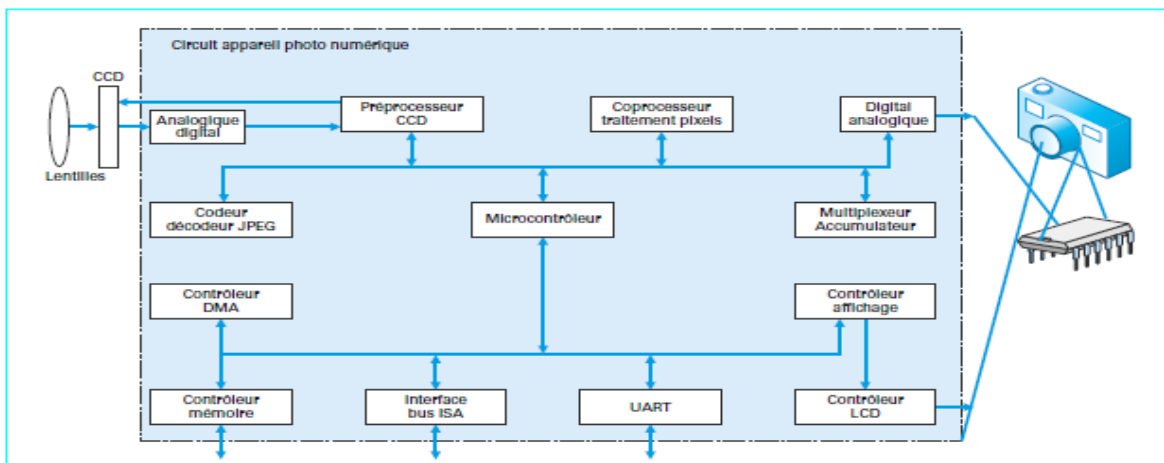 Circuit appareil photo numérique
CCD
Préprocesseur
CCD
Coprocesseur
traitement pixels
Digital
analogique
Analogique
digital
Lentilles
Codeur
décodeur JPEG
Microcontrôleur
Multiplexeur
Accumulateur
Contrôleur
DMA
Contrôleur
affichage
Contrôleur
mémoire
Interface
bus ISA
UART
Contrôleur
LCD